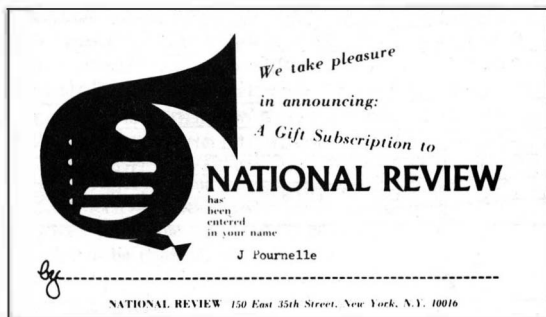 We take pleasure
in announcing:
A Gift Subscription to
NATIONAL REVIEW
has
been
entered
in your name
J Pournelle
by
NATIONAL REVIEW 150 East 35th Street, New York, N.Y. 10016